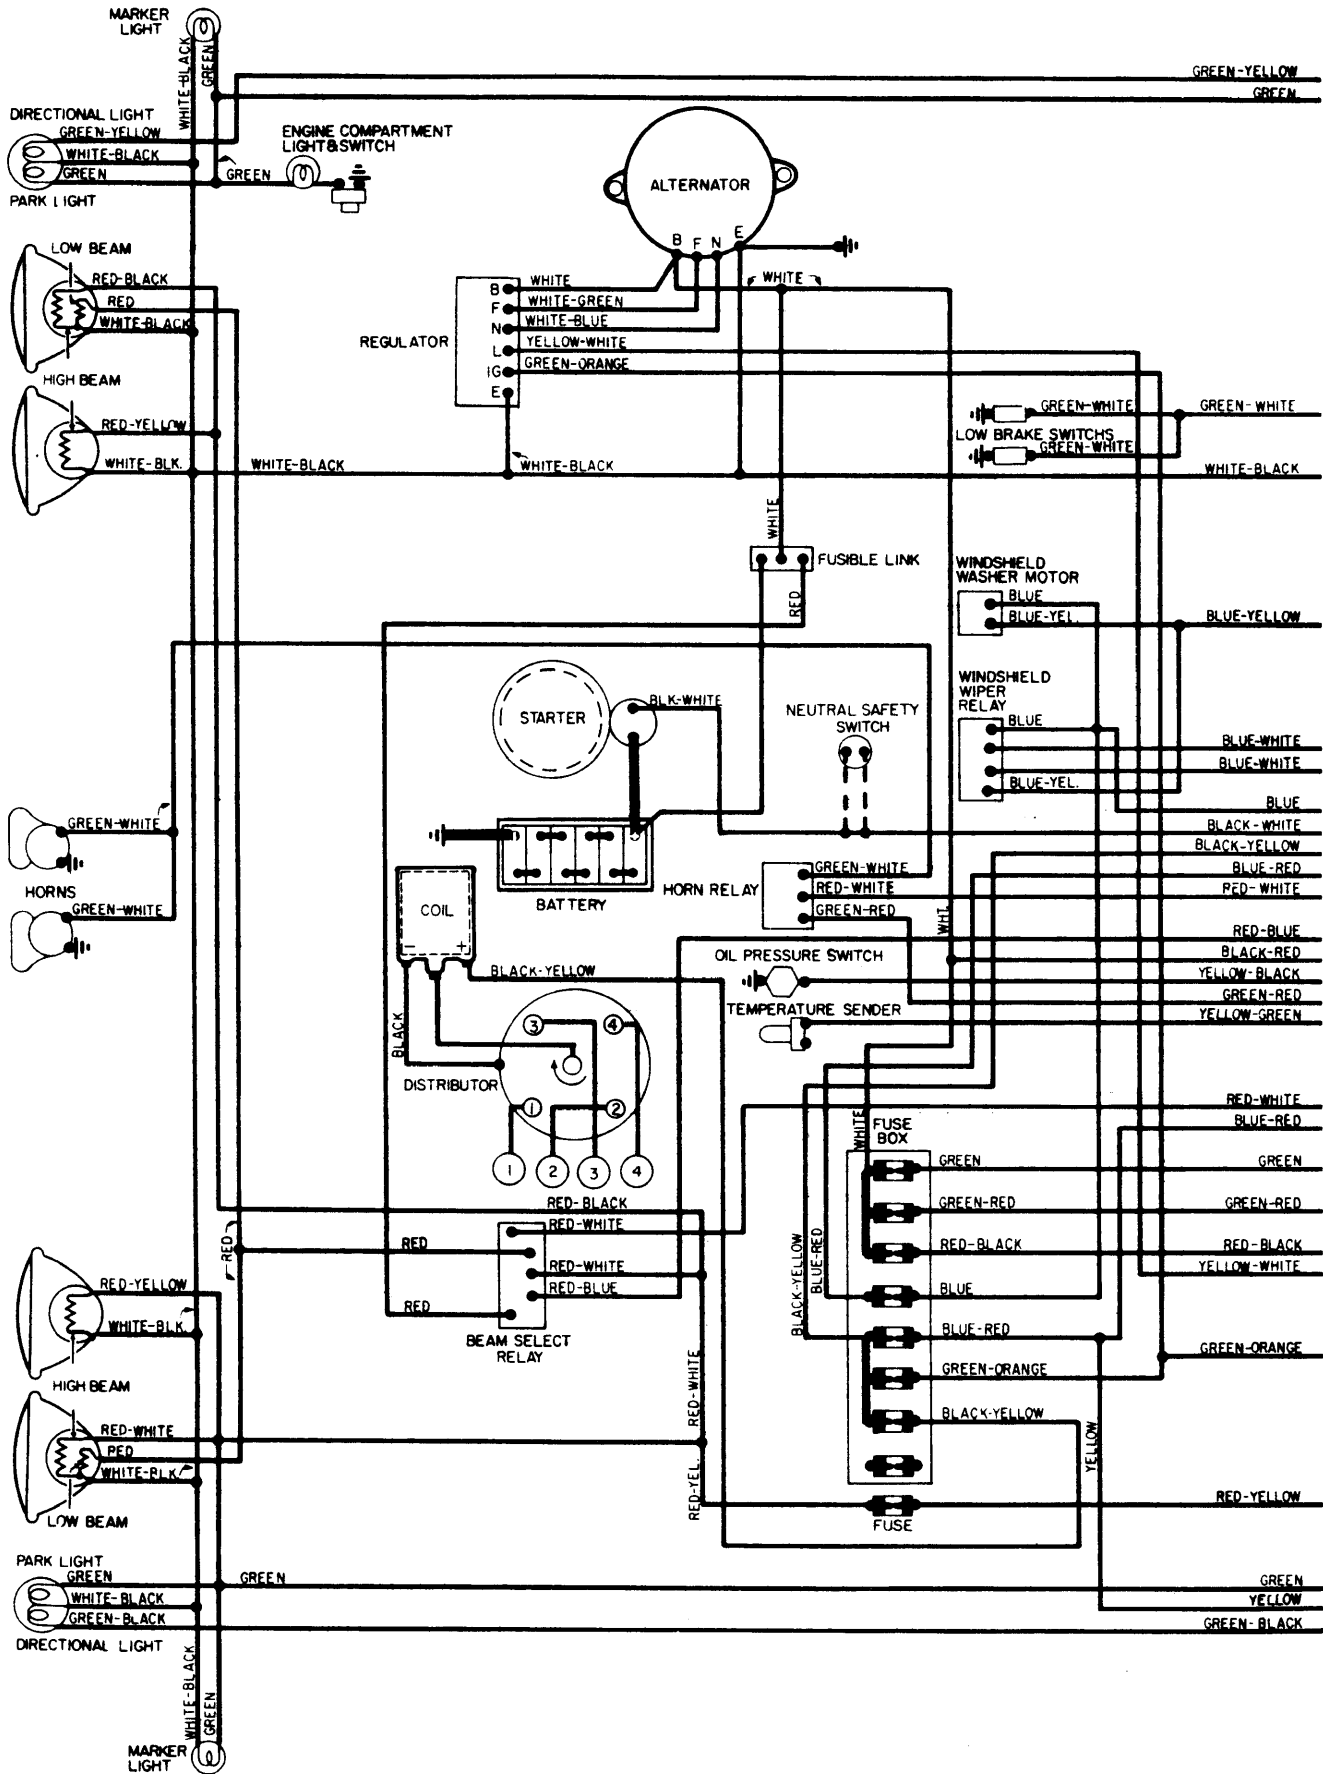 MARKER
LIGHT
WHITE-BLACK
GREEN
GREEN-YELLOW
GREEN
DIRECTIONAL LIGHT
GREEN-YELLOW
WHITE-BLACK
GREEN
PARK LIGHT
GREEN
ENGINE COMPARTMENT
LIGHT&SWITCH
ALTERNATOR
B F N E
LOW BEAM
RED-BLACK
RED
WHITE-BLACK
HIGH BEAM
RED-YELLOW
WHITE-BLK.
WHITE-BLACK
REGULATOR
B WHITE
F WHITE-GREEN
N WHITE-BLUE
L YELLOW-WHITE
IG GREEN-ORANGE
E
WHITE-BLACK
WHITE
GREEN-WHITE
GREEN-WHITE
LOW BRAKE SWITCHS
GREEN-WHITE
WHITE-BLACK
WHITE
FUSIBLE LINK
RED
WINDSHIELD
WASHER MOTOR
BLUE
BLUE-YEL.
BLUE-YELLOW
STARTER
BLK-WHITE
NEUTRAL SAFETY
SWITCH
WINDSHIELD
WIPER
RELAY
BLUE
BLUE-WHITE
BLUE-WHITE
BLUE-YEL.
BLUE
BLACK-WHITE
BLACK-YELLOW
BLUE-RED
RED-WHITE
RED-BLUE
BLACK-RED
YELLOW-BLACK
GREEN-RED
YELLOW-GREEN
GREEN-WHITE
HORNS
GREEN-WHITE
BATTERY
COIL
- +
BLACK-YELLOW
BLACK
HORN RELAY
GREEN-WHITE
RED-WHITE
GREEN-RED
WHT.
OIL PRESSURE SWITCH
TEMPERATURE SENDER
DISTRIBUTOR
3 4
1 2
1 2 3 4
RED-WHITE
BLUE-RED
WHITE
FUSE
BOX
GREEN
GREEN
GREEN-RED
GREEN-RED
RED-BLACK
RED-BLACK
YELLOW-WHITE
BLUE
BLUE-RED
GREEN-ORANGE
GREEN-ORANGE
BLACK-YELLOW
BLACK-YELLOW
BLUE-RED
YELLOW
RED-BLACK
RED-WHITE
RED
RED
RED-WHITE
RED-BLUE
RED
BEAM SELECT
RELAY
RED-WHITE
RED-YEL.
RED-YELLOW
FUSE
RED-YELLOW
WHITE-BLK.
HIGH BEAM
RED-WHITE
RED
WHITE-BLK.
LOW BEAM
PARK LIGHT
GREEN
GREEN
GREEN
WHITE-BLACK
YELLOW
GREEN-BLACK
GREEN-BLACK
DIRECTIONAL LIGHT
WHITE-BLACK
GREEN
MARKER
LIGHT